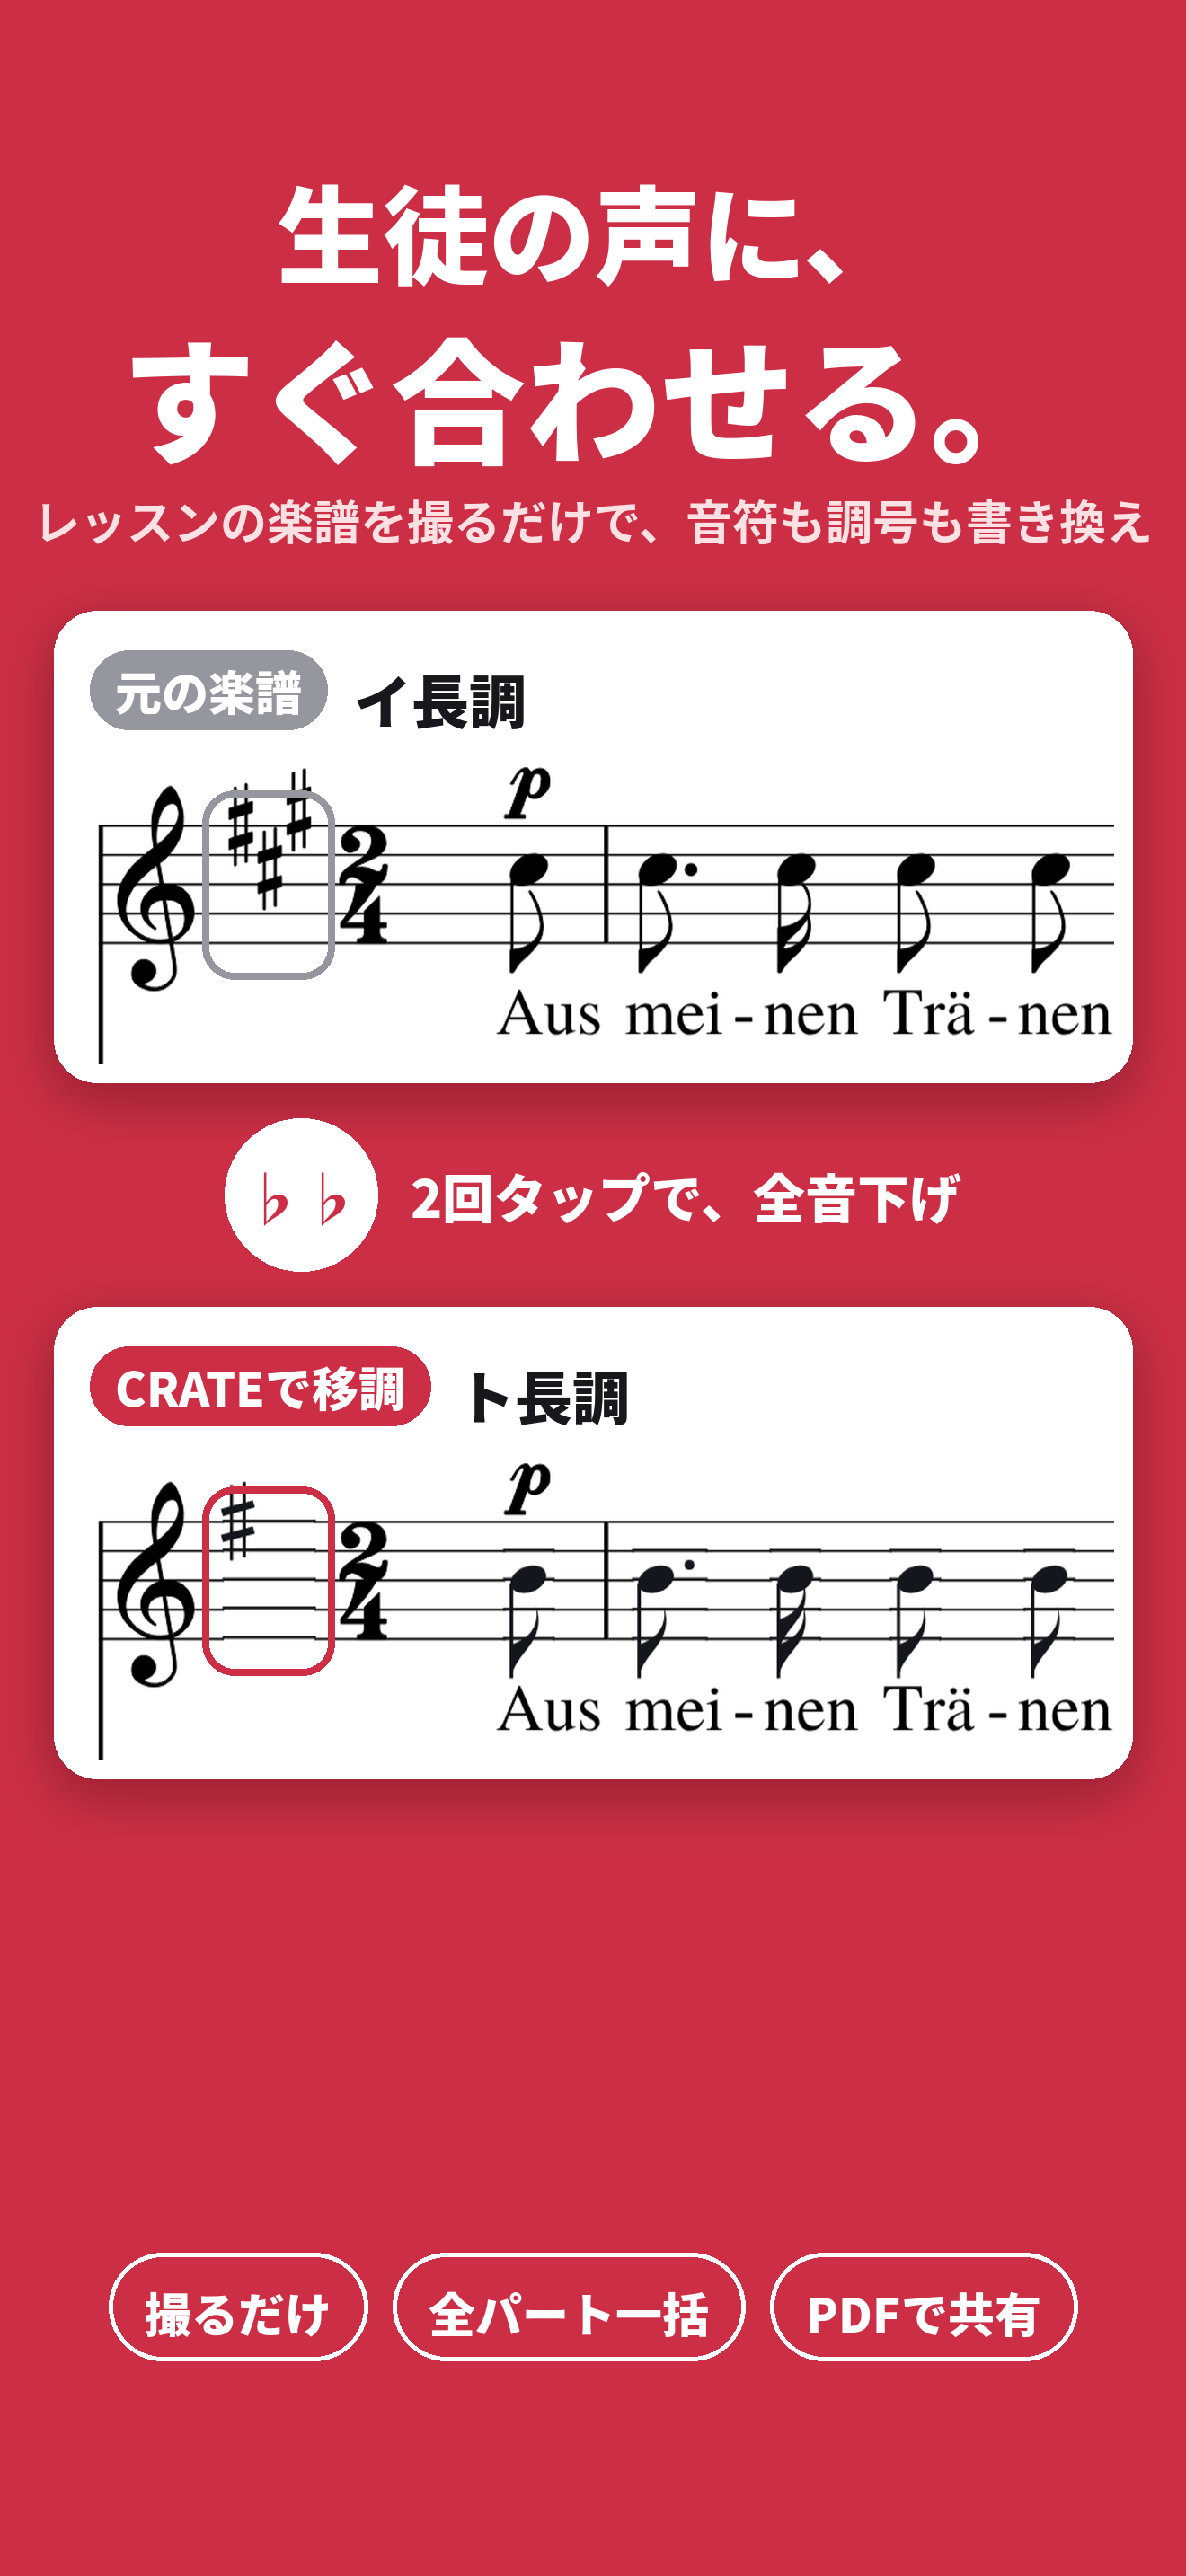 生徒の声に、
すぐ合わせる。
レッスンの楽譜を撮るだけで、音符も調号も書き換え
元の楽譜 イ長調
p
2
4
Aus mei - nen Trä - nen
♭ ♭ 2回タップで、全音下げ
CRATEで移調 ト長調
p
2
4
Aus mei - nen Trä - nen
撮るだけ 全パート一括 PDFで共有